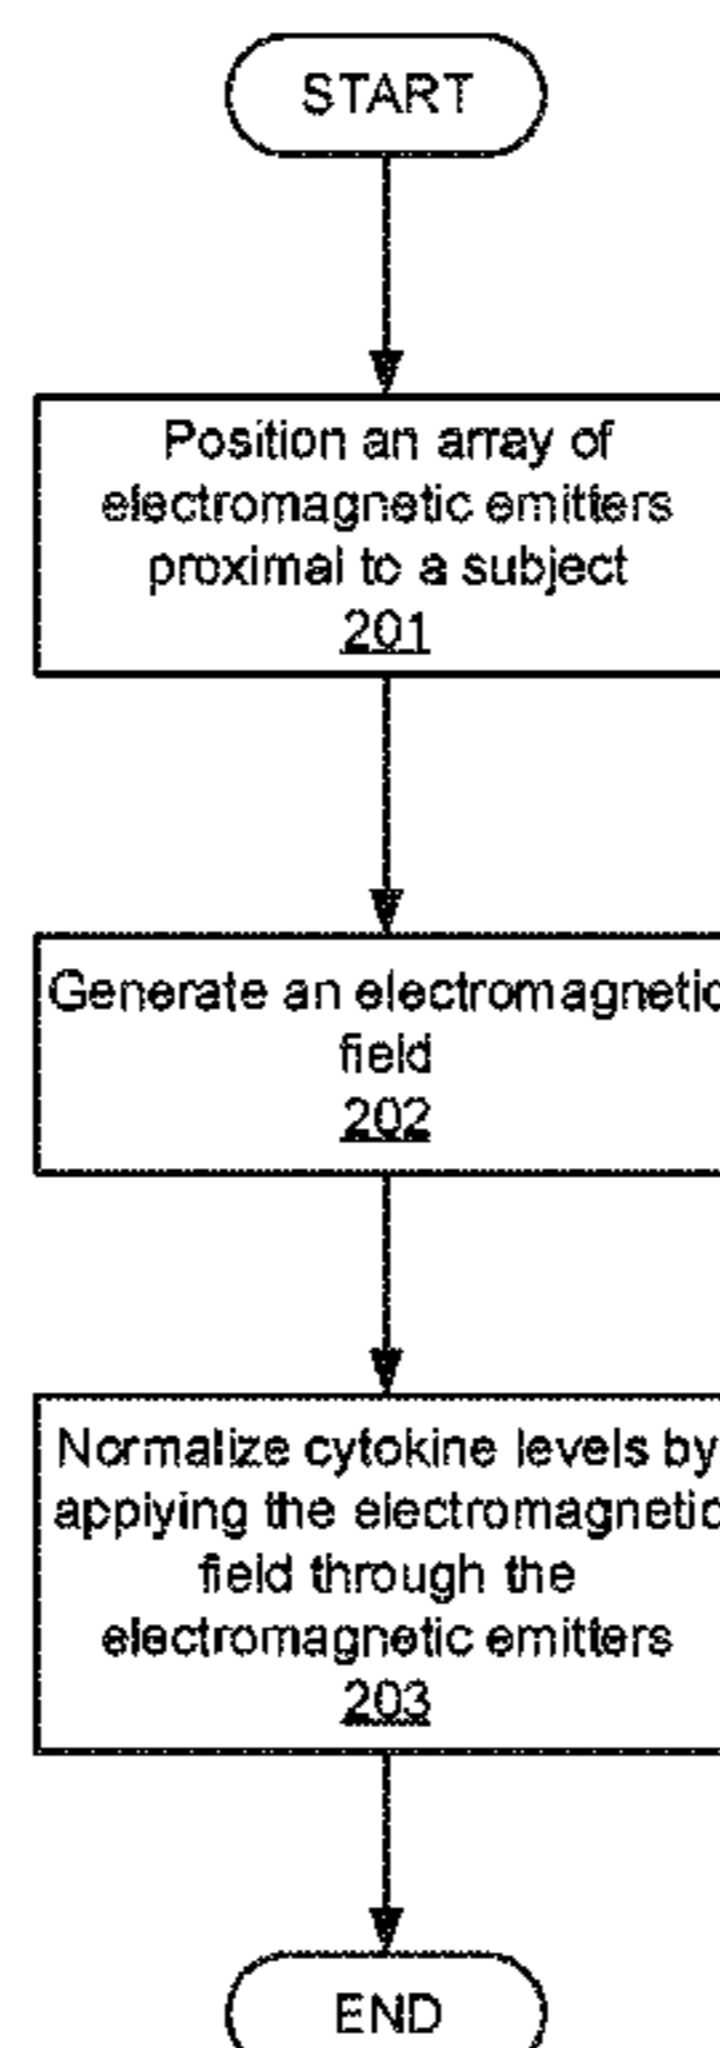 START
Position an array of
electromagnetic emitters
proximal to a subject
201
Generate an electromagnetic
field
202
Normalize cytokine levels by
applying the electromagnetic
field through the
electromagnetic emitters
203
END